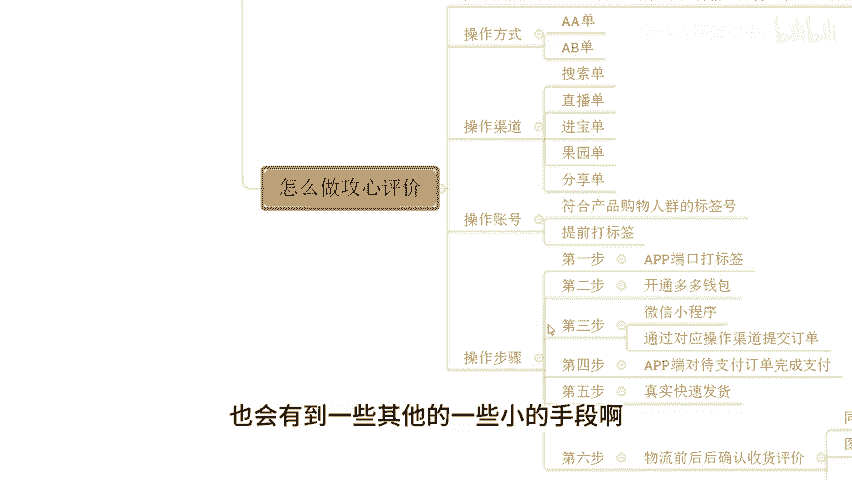 操作方式
AA单
AB单
bilibili
操作渠道
搜索单
直播单
进宝单
果园单
分享单
怎么做攻心评价
操作账号
符合产品购物人群的标签号
提前打标签
操作步骤
第一步 APP端口打标签
第二步 开通多多钱包
第三步
微信小程序
通过对应操作渠道提交订单
第四步 APP端对待支付订单完成支付
第五步 真实快速发货
第六步 物流前后后确认收货评价
也会有到一些其他的一些小的手段啊